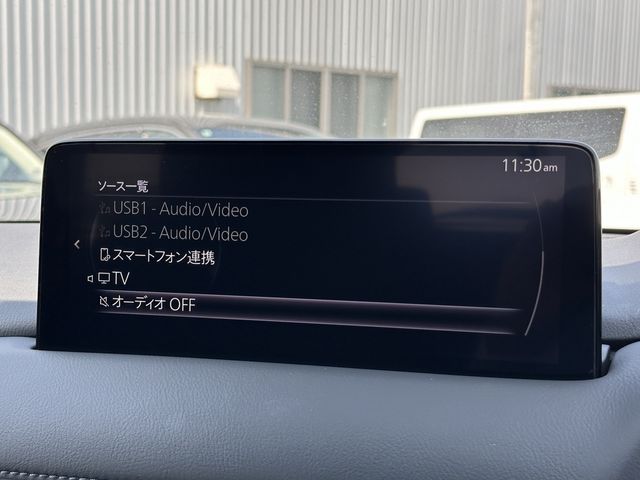 11:30am
ソース一覧
USB1 - Audio/Video
USB2 - Audio/Video
スマートフォン連携
TV
オーディオ OFF